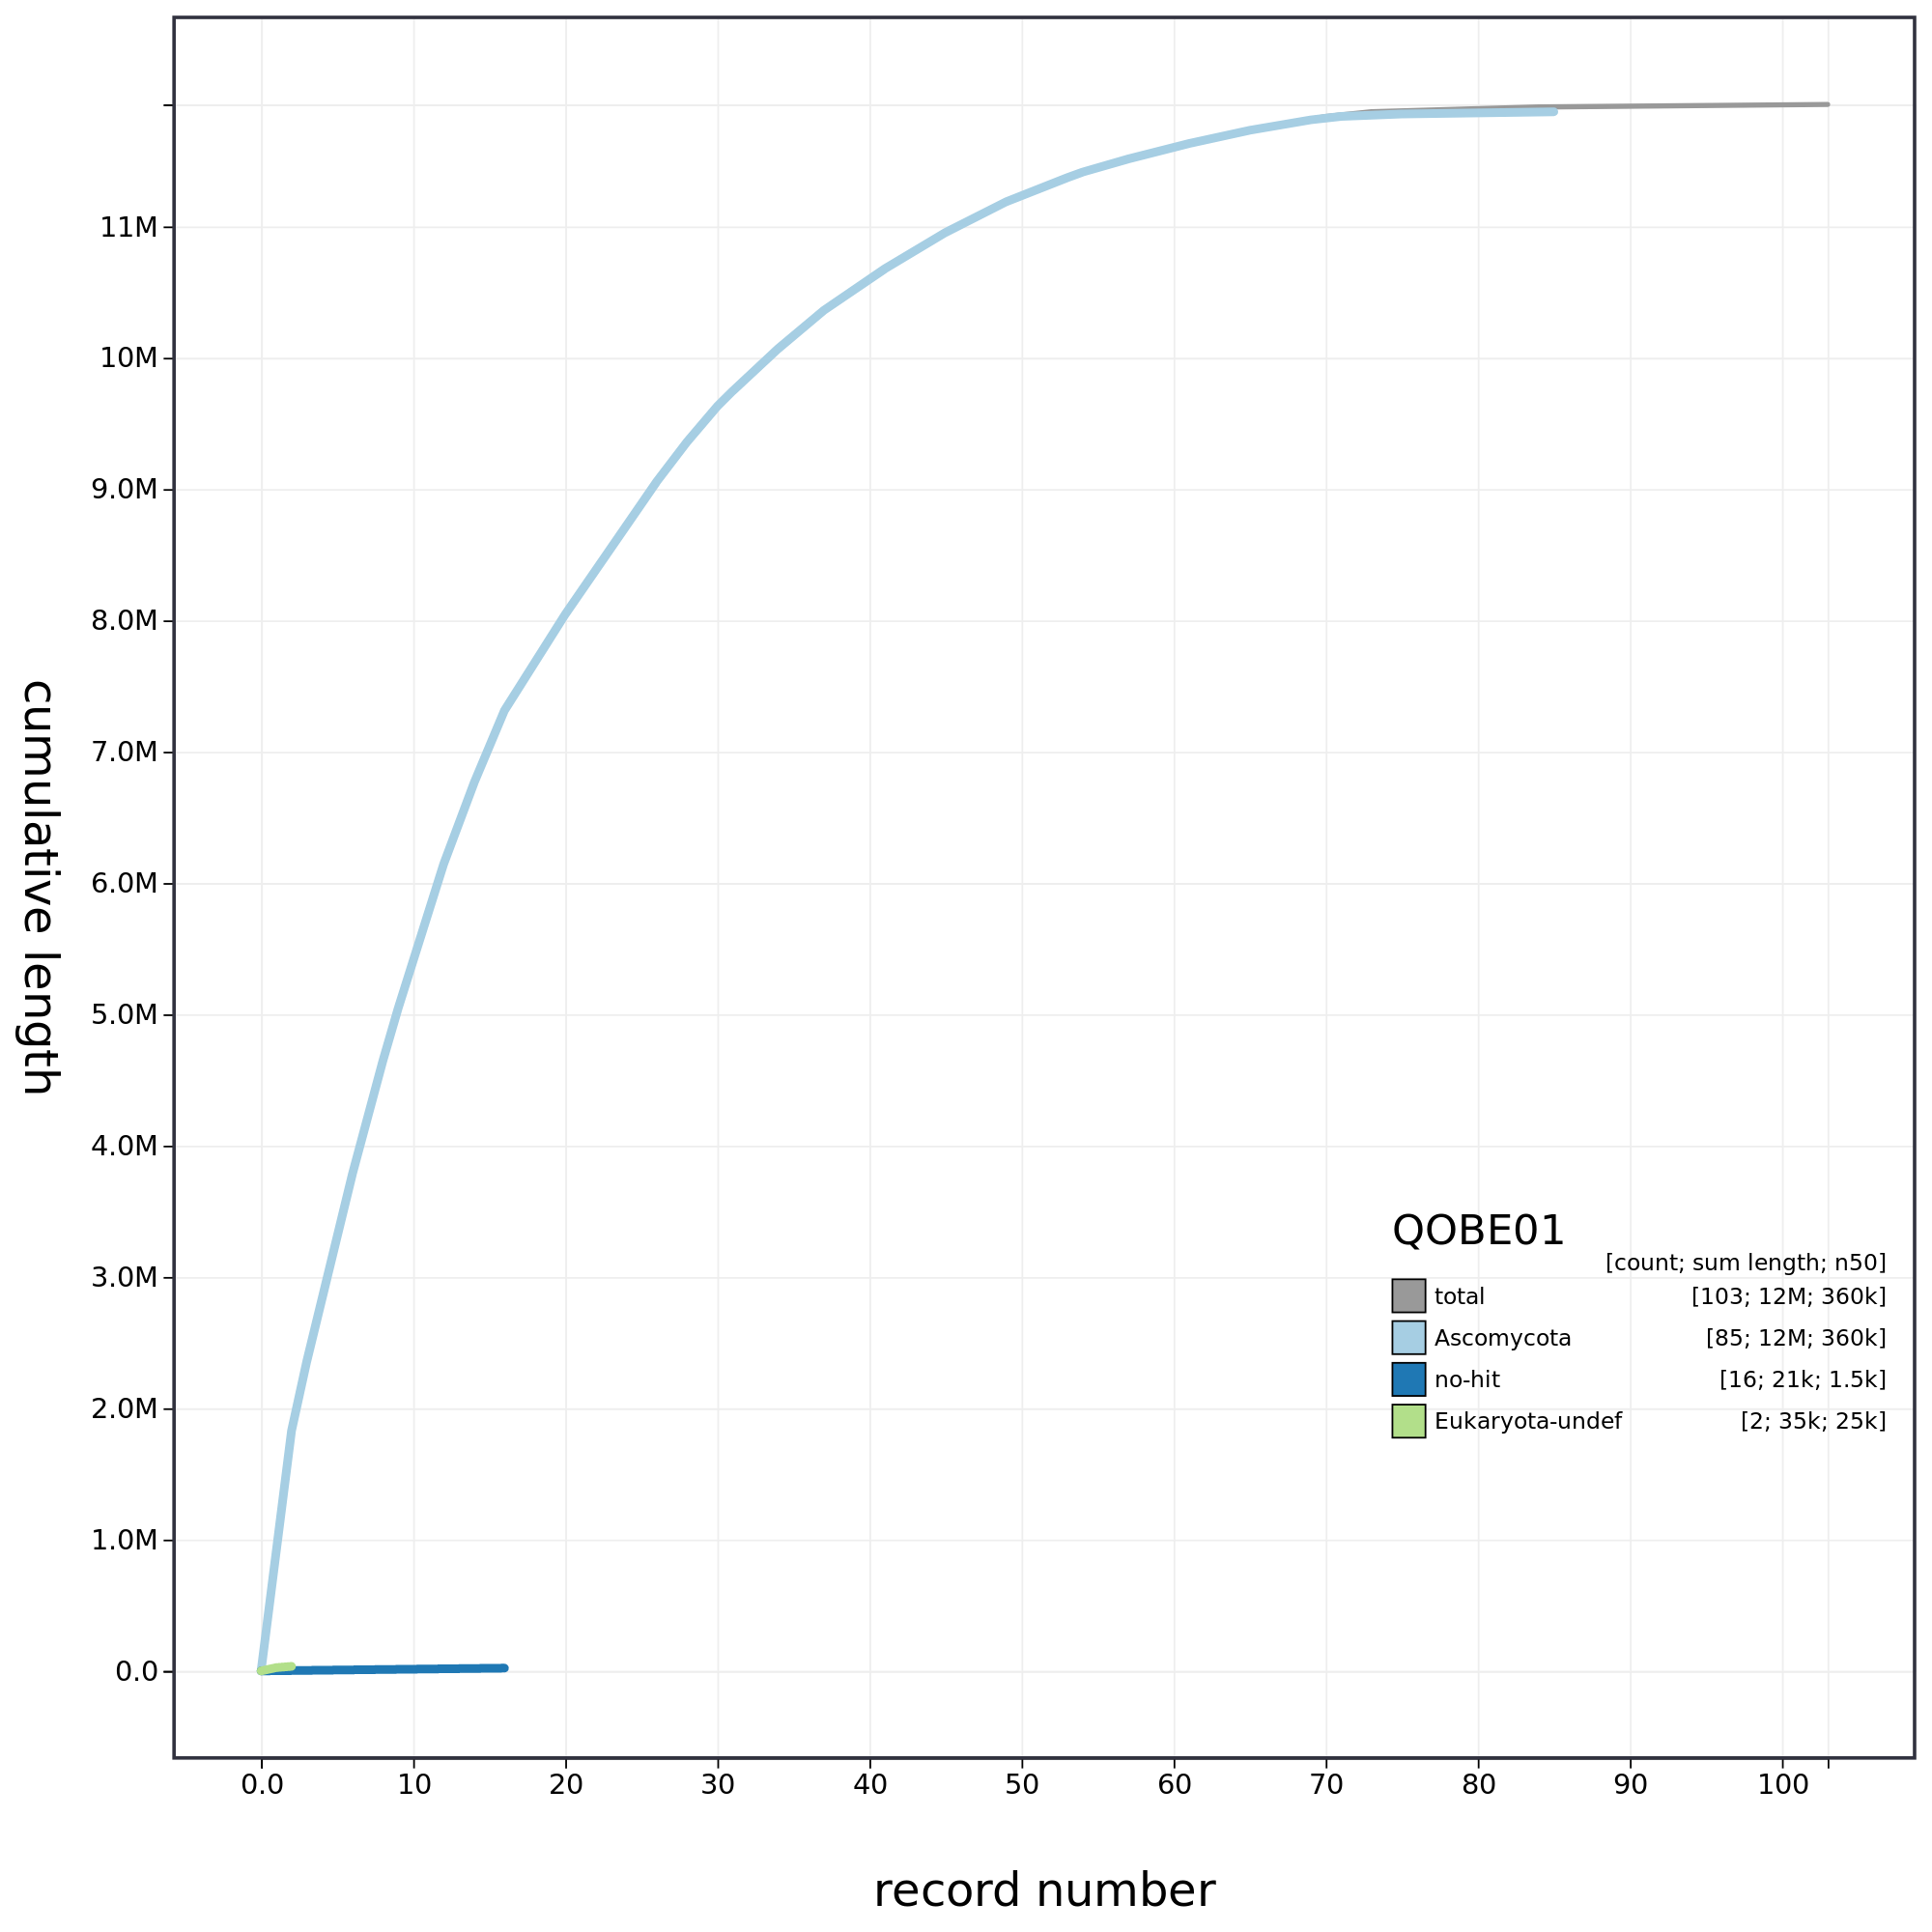 cumulative length
11M
10M
9.0M
8.0M
7.0M
6.0M
5.0M
4.0M
3.0M
2.0M
1.0M
0.0
QOBE01
[count; sum length; n50]
total [103; 12M; 360k]
Ascomycota [85; 12M; 360k]
no-hit [16; 21k; 1.5k]
Eukaryota-undef [2; 35k; 25k]
0.0 10 20 30 40 50 60 70 80 90 100
record number